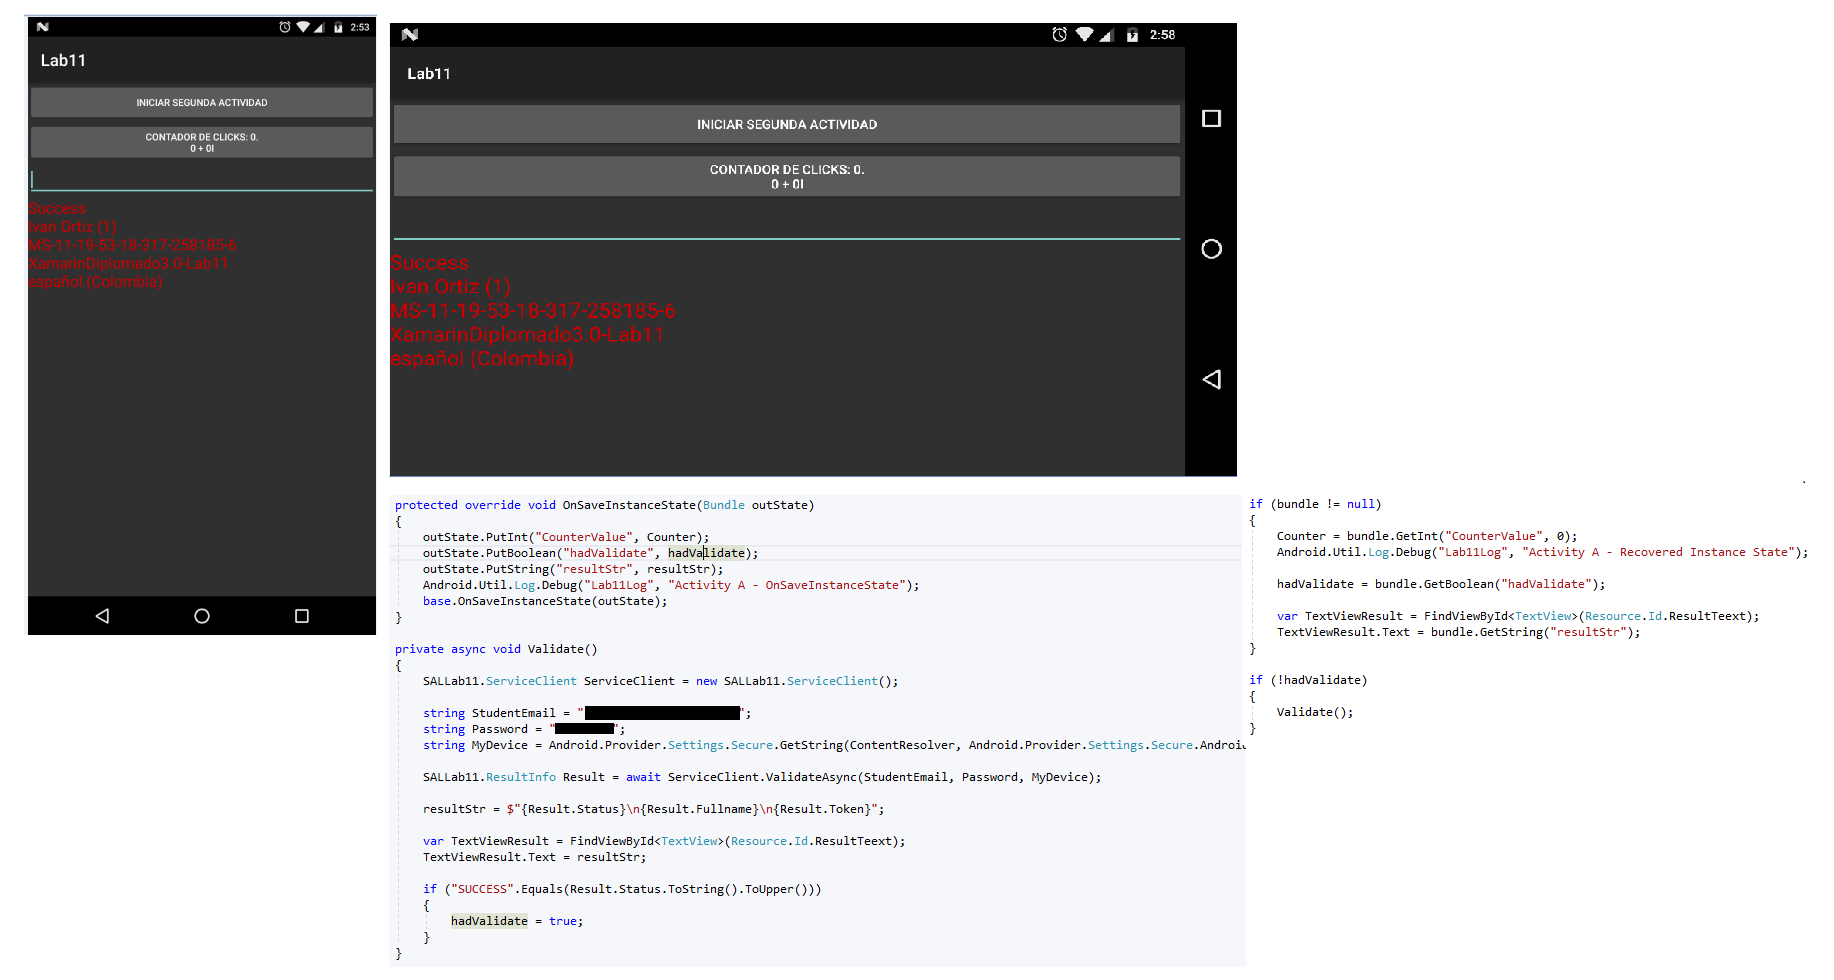 2:53
Lab11
INICIAR SEGUNDA ACTIVIDAD
CONTADOR DE CLICKS: 0.
0 + 0I
Success
Ivan Ortiz (1)
MS-11-19-53-18-317-258185-6
XamarinDiplomado3.0-Lab11
español (Colombia)
2:58
Lab11
INICIAR SEGUNDA ACTIVIDAD
CONTADOR DE CLICKS: 0.
0 + 0I
Success
Ivan Ortiz (1)
MS-11-19-53-18-317-258185-6
XamarinDiplomado3.0-Lab11
español (Colombia)
protected override void OnSaveInstanceState(Bundle outState)
{
outState.PutInt("CounterValue", Counter);
outState.PutBoolean("hadValidate", hadValidate);
outState.PutString("resultStr", resultStr);
Android.Util.Log.Debug("Lab11Log", "Activity A - OnSaveInstanceState");
base.OnSaveInstanceState(outState);
}
private async void Validate()
{
SALLab11.ServiceClient ServiceClient = new SALLab11.ServiceClient();
string StudentEmail = "";
string Password = "";
string MyDevice = Android.Provider.Settings.Secure.GetString(ContentResolver, Android.Provider.Settings.Secure.Android
SALLab11.ResultInfo Result = await ServiceClient.ValidateAsync(StudentEmail, Password, MyDevice);
resultStr = $"{Result.Status}\n{Result.Fullname}\n{Result.Token}";
var TextViewResult = FindViewById<TextView>(Resource.Id.ResultTeext);
TextViewResult.Text = resultStr;
if ("SUCCESS".Equals(Result.Status.ToString().ToUpper()))
{
hadValidate = true;
}
}
if (bundle != null)
{
Counter = bundle.GetInt("CounterValue", 0);
Android.Util.Log.Debug("Lab11Log", "Activity A - Recovered Instance State");
hadValidate = bundle.GetBoolean("hadValidate");
var TextViewResult = FindViewById<TextView>(Resource.Id.ResultTeext);
TextViewResult.Text = bundle.GetString("resultStr");
}
if (!hadValidate)
{
Validate();
}